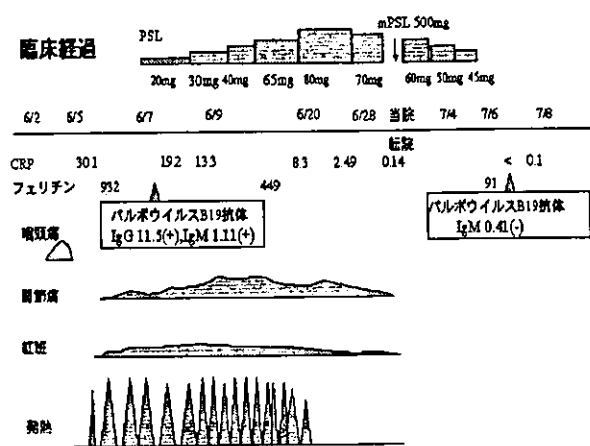 臨床経過
PSL
mPSL 500mg
20mg 30mg 40mg 65mg 80mg 70mg 60mg 50mg 45mg
6/2 6/5 6/7 6/9 6/20 6/28 当院 7/4 7/6 7/8
転院
CRP 301 192 133 8.3 2.49 0.14 < 0.1
フェリチン 932 449 91
パルボウイルスB19抗体
IgG 11.5(+),IgM 1.11(+)
パルボウイルスB19抗体
IgM 0.41(-)
咽頭痛
関節痛
紅斑
発熱